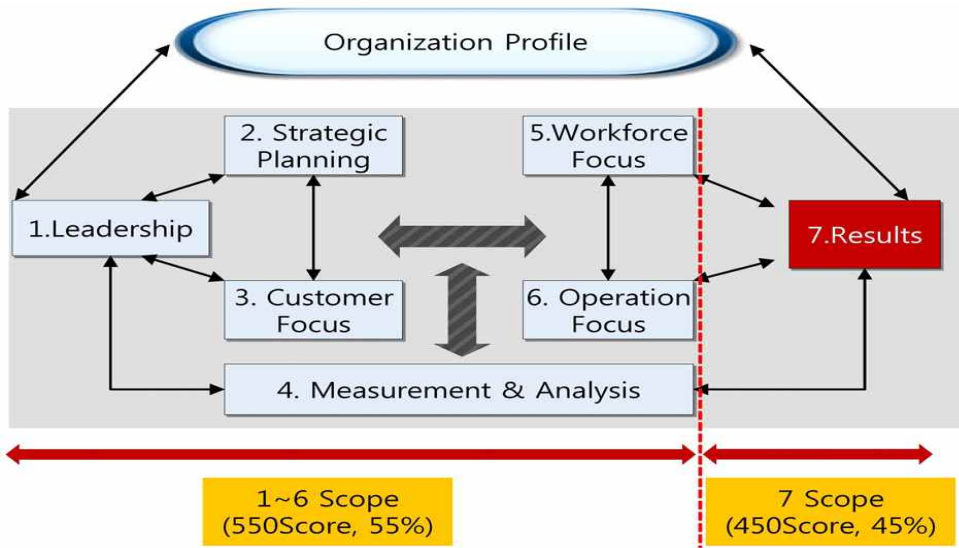 Organization Profile
2. Strategic
Planning
5.Workforce
Focus
1.Leadership
7.Results
3. Customer
Focus
6. Operation
Focus
4. Measurement & Analysis
1~6 Scope
(550Score, 55%)
7 Scope
(450Score, 45%)